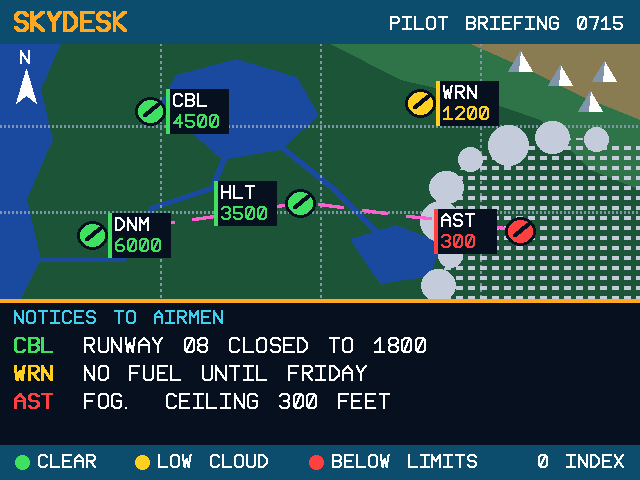 SKYDESK
PILOT BRIEFING 0715
N
CBL
4500
WRN
1200
HLT
3500
DNM
6000
AST
300
NOTICES TO AIRMEN
CBL RUNWAY 08 CLOSED TO 1800
WRN NO FUEL UNTIL FRIDAY
AST FOG. CEILING 300 FEET
CLEAR LOW CLOUD BELOW LIMITS 0 INDEX